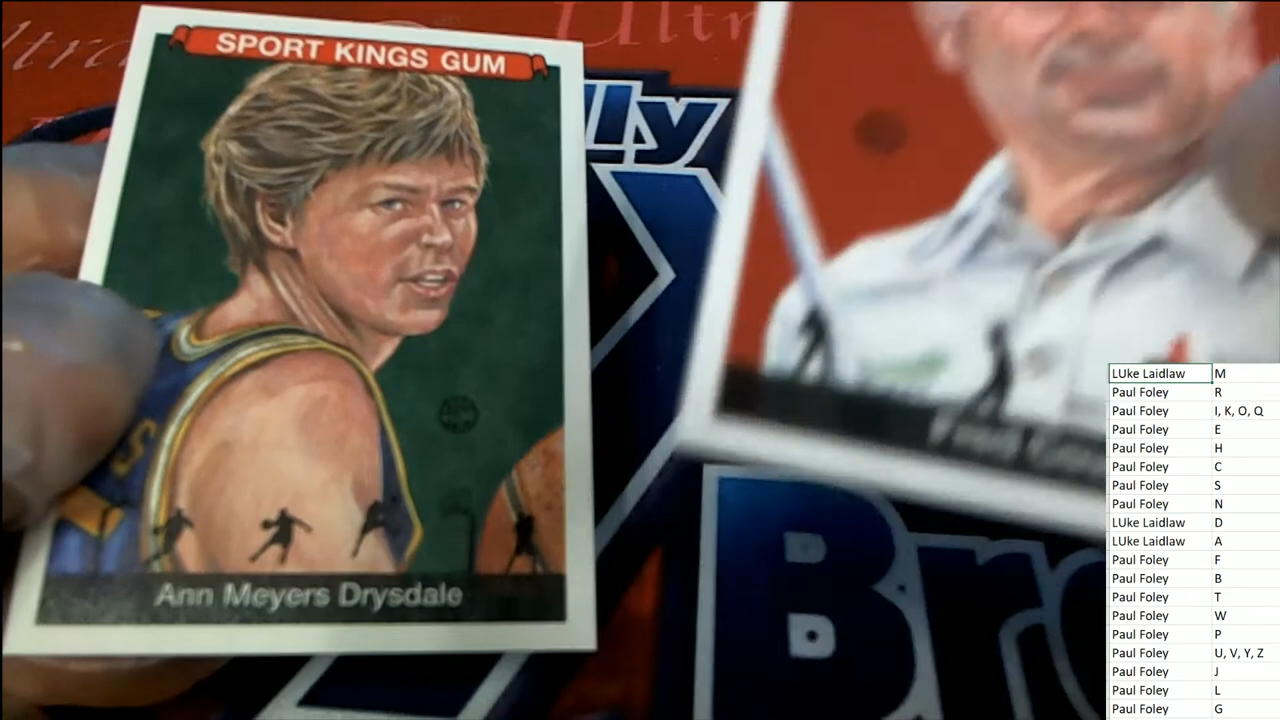 SPORT KINGS GUM
Ann Meyers Drysdale
lly
Bro
LUke Laidlaw M
Paul Foley R
Paul Foley I, K, O, Q
Paul Foley E
Paul Foley H
Paul Foley C
Paul Foley S
Paul Foley N
LUke Laidlaw D
LUke Laidlaw A
Paul Foley F
Paul Foley B
Paul Foley T
Paul Foley W
Paul Foley P
Paul Foley U, V, Y, Z
Paul Foley J
Paul Foley L
Paul Foley G